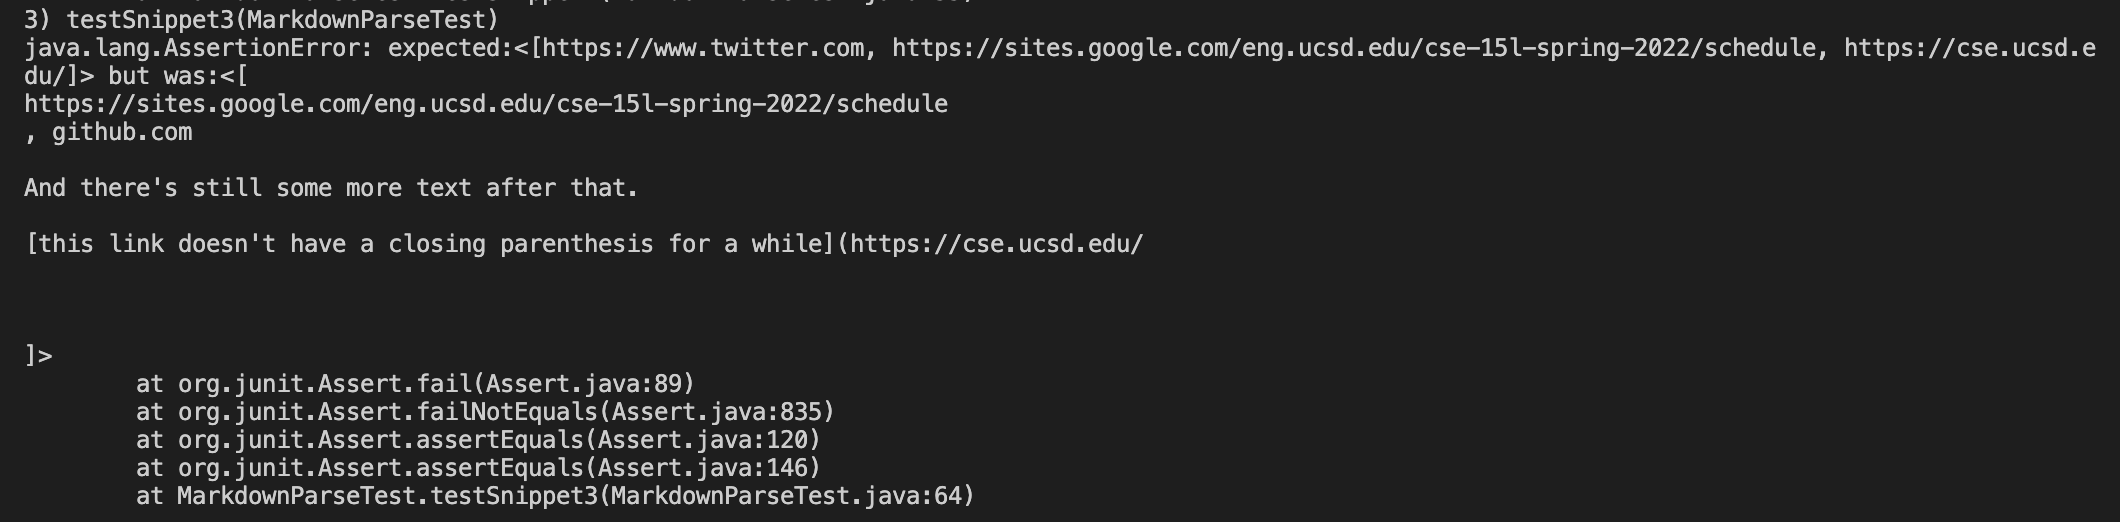 3) testSnippet3(MarkdownParseTest)
java.lang.AssertionError: expected:<[https://www.twitter.com, https://sites.google.com/eng.ucsd.edu/cse-15l-spring-2022/schedule, https://cse.ucsd.e
du/]> but was:<[
https://sites.google.com/eng.ucsd.edu/cse-15l-spring-2022/schedule
, github.com
And there's still some more text after that.
[this link doesn't have a closing parenthesis for a while](https://cse.ucsd.edu/
]>
at org.junit.Assert.fail(Assert.java:89)
at org.junit.Assert.failNotEquals(Assert.java:835)
at org.junit.Assert.assertEquals(Assert.java:120)
at org.junit.Assert.assertEquals(Assert.java:146)
at MarkdownParseTest.testSnippet3(MarkdownParseTest.java:64)